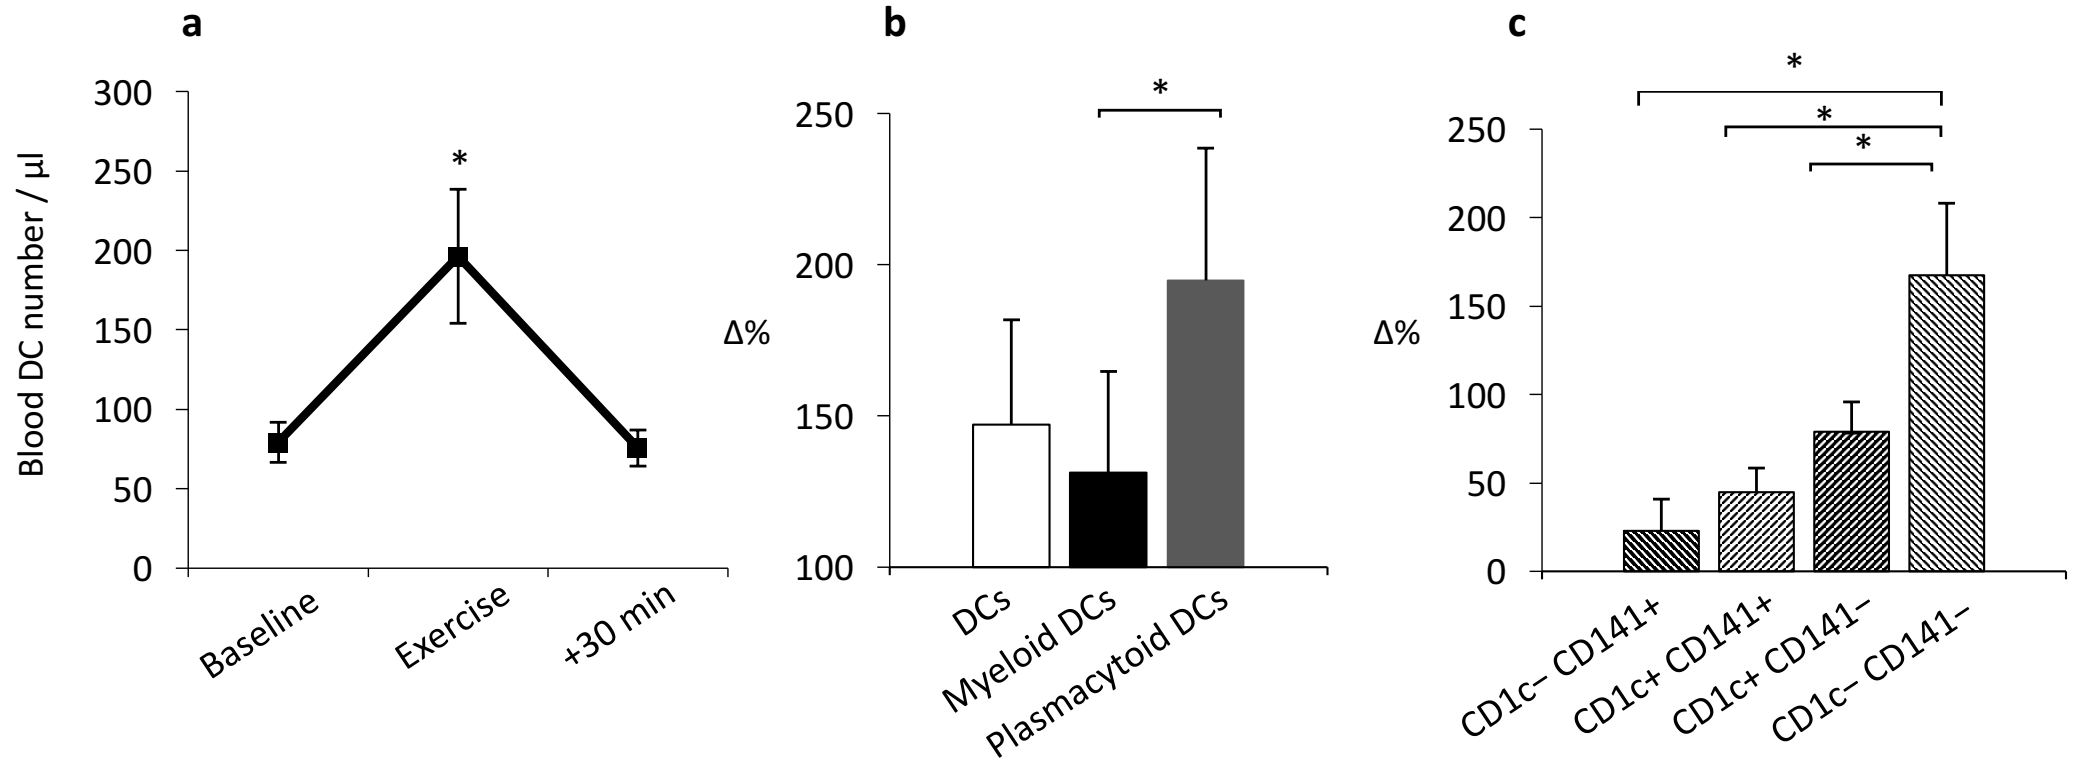 a
Blood DC number / µl
300
250
200
150
100
50
0
*
Baseline
Exercise
+30 min
b
Δ%
250
200
150
100
*
DCs
Myeloid DCs
Plasmacytoid DCs
c
Δ%
250
200
150
100
50
0
*
*
*
CD1c– CD141+
CD1c+ CD141+
CD1c+ CD141–
CD1c– CD141–